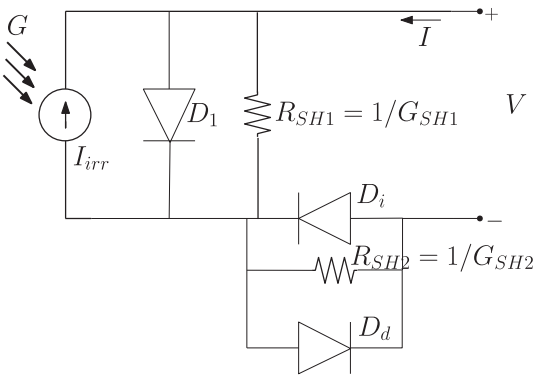 G
+
I
D_1
R_{SH1} = 1/G_{SH1}
V
I_{irr}
D_i
−
R_{SH2} = 1/G_{SH2}
D_d